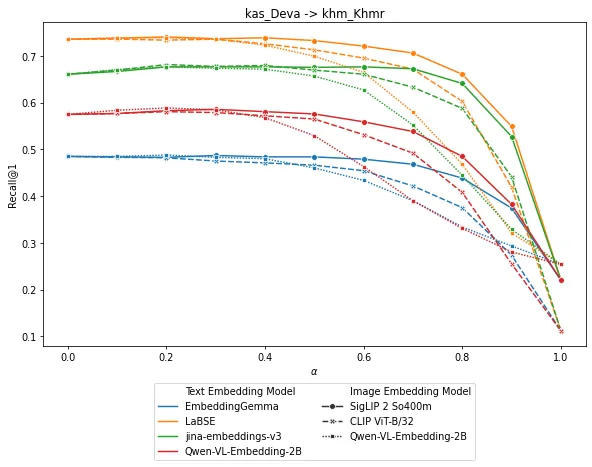 kas_Deva -> khm_Khmr
Recall@1
0.7
0.6
0.5
0.4
0.3
0.2
0.1
0.0 0.2 0.4 0.6 0.8 1.0
α
Text Embedding Model
EmbeddingGemma
LaBSE
jina-embeddings-v3
Qwen-VL-Embedding-2B
Image Embedding Model
SigLIP 2 So400m
CLIP ViT-B/32
Qwen-VL-Embedding-2B